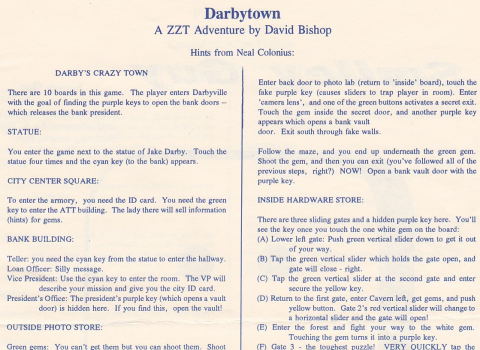 Darbytown
A ZZT Adventure by David Bishop
Hints from Neal Colonius:
DARBY'S CRAZY TOWN
There are 10 boards in this game. The player enters Darbyville
with the goal of finding the purple keys to open the bank doors --
which releases the bank president.
STATUE:
You enter the game next to the statue of Jake Darby. Touch the
statue four times and the cyan key (to the bank) appears.
CITY CENTER SQUARE:
To enter the armory, you need the ID card. You need the green
key to enter the ATT building. The lady there will sell information
(hints) for gems.
BANK BUILDING:
Teller: you need the cyan key from the statue to enter the hallway.
Loan Officer: Silly message.
Vice President: Use the cyan key to enter the room. The VP will
describe your mission and give you the city ID card.
President's Office: The president's purple key (which opens a vault
door) is hidden here. If you find this, open the vault!
OUTSIDE PHOTO STORE:
Green gems: You can't get them but you can shoot them. Shoot
Enter back door to photo lab (return to 'inside' board), touch the
fake purple key (causes sliders to trap player in room). Enter
'camera lens', and one of the green buttons activates a secret exit.
Touch the gem inside the secret door, and another purple key
appears which opens a bank vault
door. Exit south through fake walls.
Follow the maze, and you end up underneath the green gem.
Shoot the gem, and then you can exit (you've followed all of the
previous steps, right?) NOW! Open a bank vault door with the
purple key.
INSIDE HARDWARE STORE:
There are three sliding gates and a hidden purple key here. You'll
see the key once you touch the one white gem on the board:
(A) Lower left gate: Push green vertical slider down to get it out
of your way.
(B) Tap the green vertical slider which holds the gate open, and
gate will close - right.
(C) Tap the green vertical slider at the second gate and enter
secure the yellow key.
(D) Return to the first gate, enter Cavern left, get gems, and push
yellow button. Gate 2's red vertical slider will change to
a horizontal slider and the gate will open!
(E) Enter the forest and fight your way to the white gem.
Touching the gem turns it into a purple key.
(F) Gate 3 - the toughest puzzle! VERY QUICKLY tap the